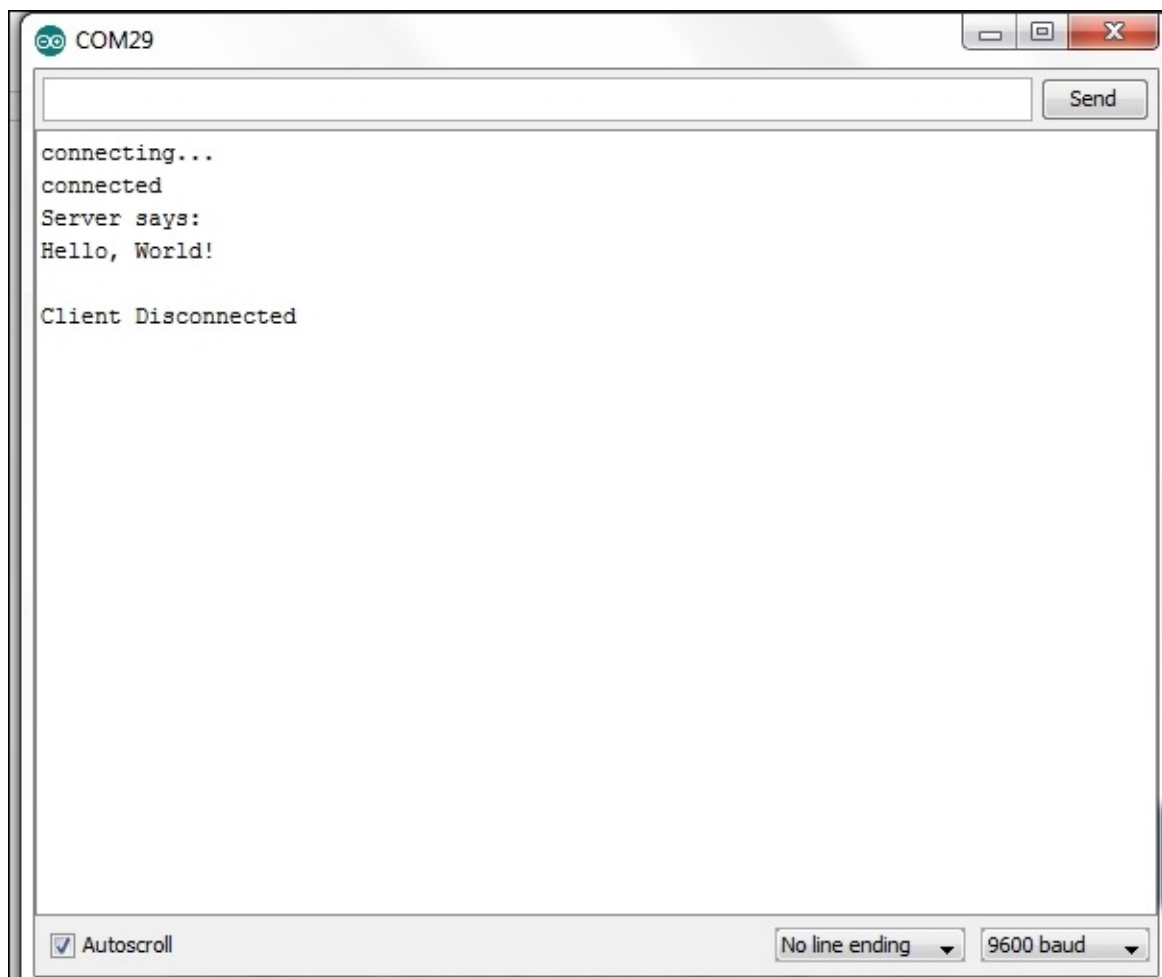 COM29
Send
connecting...
connected
Server says:
Hello, World!
Client Disconnected
Autoscroll
No line ending
9600 baud